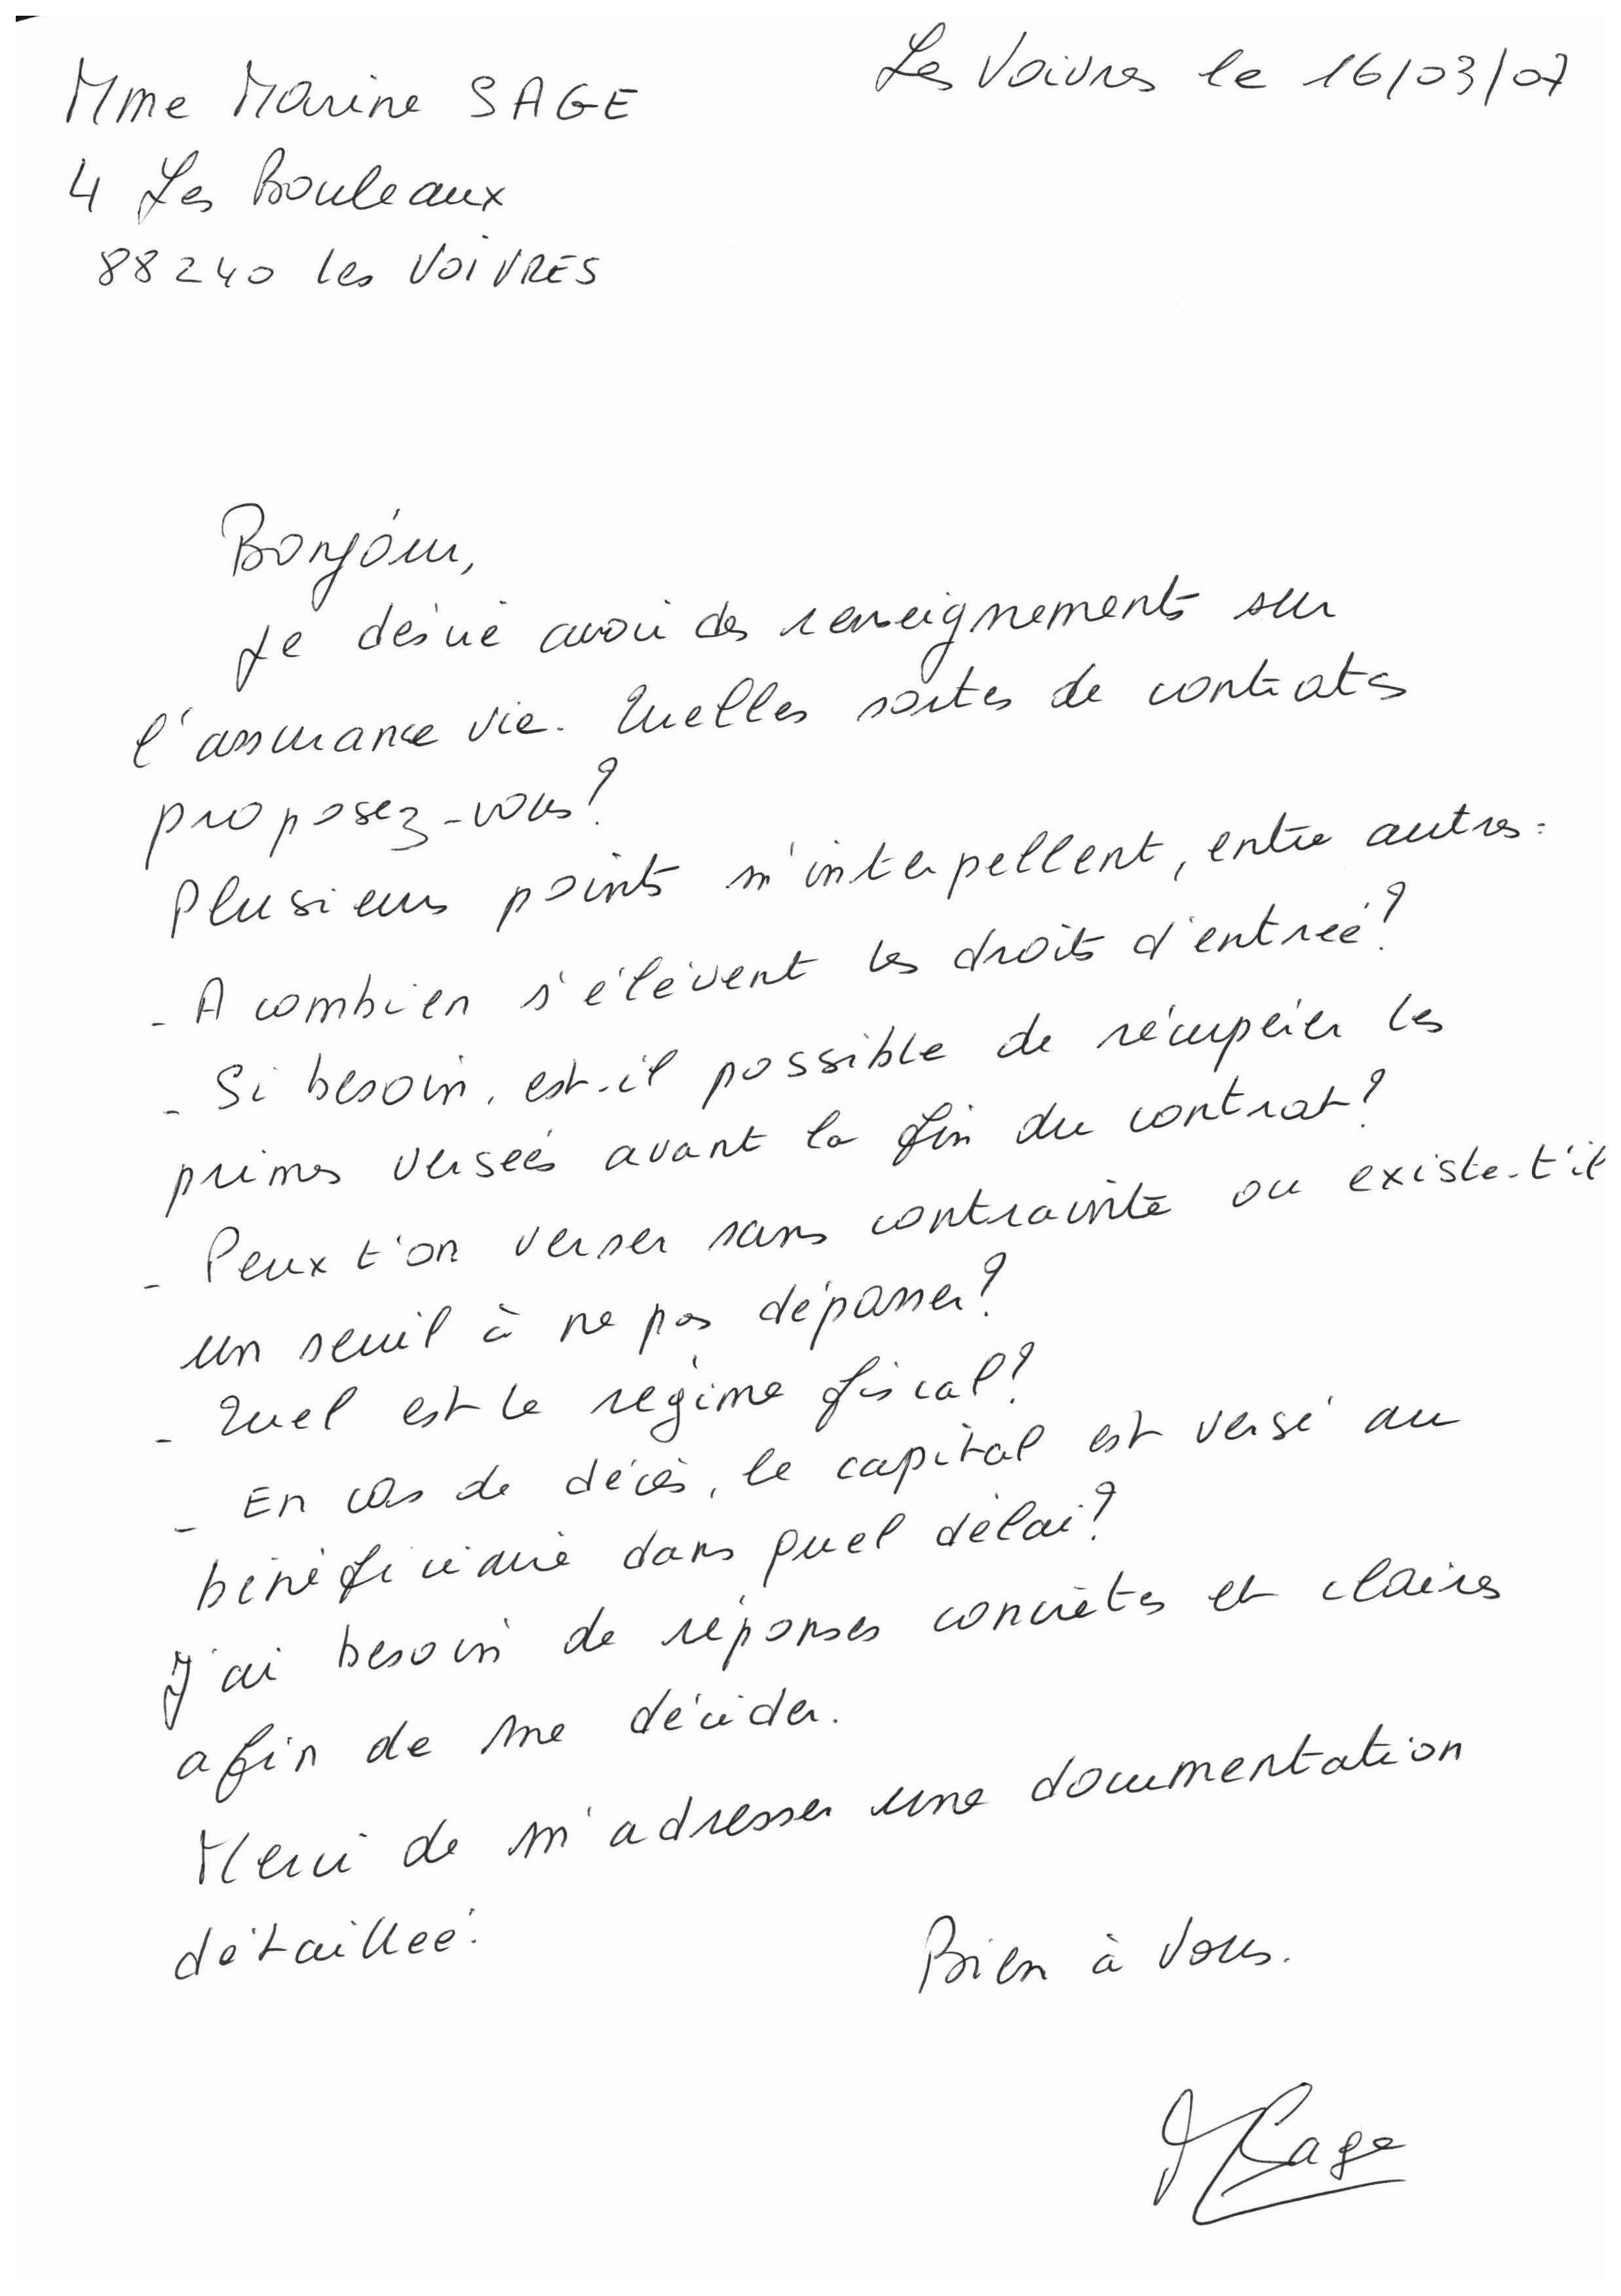 Mme Marine SAGE
Les Voivres le 16/03/07
4 Les Bouleaux
88240 les VOIVRES
Bonjour,
Je désire avoir des renseignements sur
l'assurance vie. Quelles sortes de contrats
proposez-vous?
Plusieurs points m'interpellent, entre autres:
- A combien s'élèvent les droits d'entrée?
- Si besoin, est-il possible de récupérer les
primes versées avant la fin du contrat?
- Peux t'on verser sans contrainte ou existe-t'il
un seuil à ne pas dépasser?
- Quel est le régime fiscal?
- En cas de décès, le capital est versé au
bénéficiaire dans quel délai?
J'ai besoin de réponses concrètes et claires
afin de me décider.
Merci de m'adresser une documentation
détaillée.
Bien à Vous.
MSage